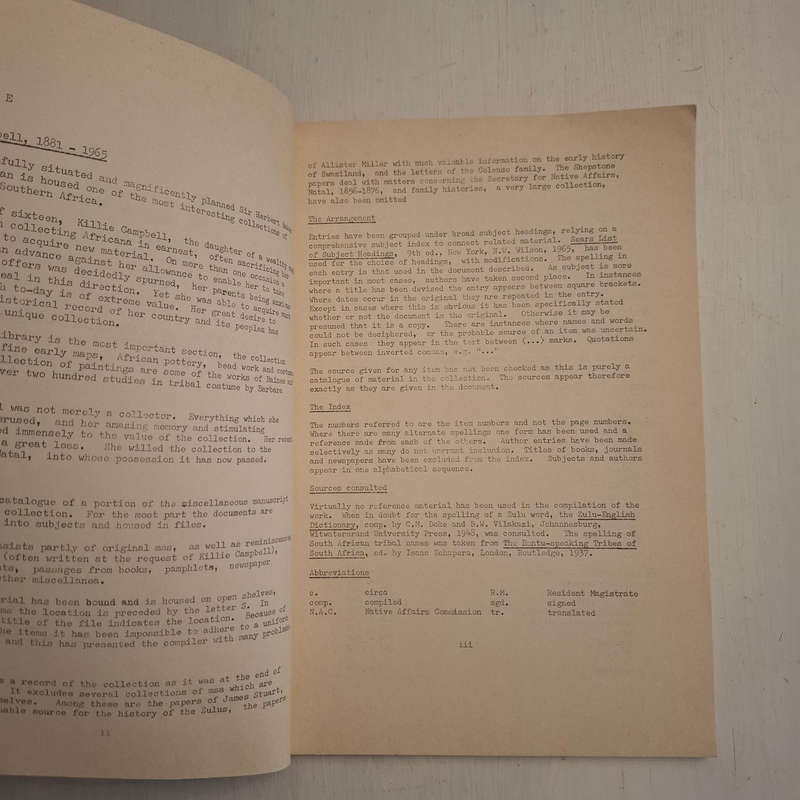 E
bell, 1881 - 1965
fully situated and magnificently planned Sir Herbert
an is housed one of the most interesting collections of
Southern Africa.
f sixteen, Killie Campbell, the daughter of a wealthy
collecting Africana in earnest, often sacrificing
to acquire new material. On more than one occasion
n advance against her allowance to enable her to
offers was decidedly spurned, her parents being
eal in this direction. Yet she was able to acquire
h to-day is of extreme value. Her great desire to
istorical record of her country and its peoples has
unique collection.
ibrary is the most important section, the collection
fine early maps, African pottery, bead work and
llection of paintings are some of the works of Baines
ver two hundred studies in tribal costume by Barbara
l was not merely a collector. Everything which she
erused, and her amazing memory and stimulating
ed immensely to the value of the collection. Her recent
a great loss. She willed the collection to the
Natal, into whose possession it has now passed.
catalogue of a portion of the miscellaneous manuscript
collection. For the most part the documents are
into subjects and housed in files.
nsists partly of original mss, as well as reminiscences
(often written at the request of Killie Campbell),
ts, passages from books, pamphlets, newspaper
ther miscellanea.
rial has been bound and is housed on open shelves,
me the location is preceded by the letter S. In
title of the file indicates the location. Because of
he items it has been impossible to adhere to a uniform
and this has presented the compiler with many problems
s a record of the collection as it was at the end of
It excludes several collections of mss which are
selves. Among these are the papers of James Stuart,
uable source for the history of the Zulus, the papers
ii
of Allister Miller with much valuable information on the early history
of Swaziland, and the letters of the Colenso family. The Shepstone
papers deal with matters concerning the Secretary for Native Affairs,
Natal, 1856-1876, and family histories, a very large collection,
have also been omitted
The Arrangement
Entries have been grouped under broad subject headings, relying on a
comprehensive subject index to connect related material. Sears List
of Subject Headings, 9th ed., New York, H.W. Wilson, 1965, has been
used for the choice of headings, with modifications. The spelling in
each entry is that used in the document described. As subject is more
important in most cases, authors have taken second place. In instances
where a title has been devised the entry appears between square brackets.
Where dates occur in the original they are repeated in the entry.
Except in cases where this is obvious it has been specifically stated
whether or not the document is the original. Otherwise it may be
presumed that it is a copy. There are instances where names and words
could not be deciphered, or the probable source of an item was uncertain.
In such cases they appear in the text between (...) marks. Quotations
appear between inverted commas, e.g. "..."
The source given for any item has not been checked as this is purely a
catalogue of material in the collection. The sources appear therefore
exactly as they are given in the document.
The Index
The numbers referred to are the item numbers and not the page numbers.
Where there are many alternate spellings one form has been used and a
reference made from each of the others. Author entries have been made
selectively as many do not warrant inclusion. Titles of books, journals
and newspapers have been excluded from the index. Subjects and authors
appear in one alphabetical sequence.
Sources consulted
Virtually no reference material has been used in the compilation of the
work. When in doubt for the spelling of a Zulu word, the Zulu-English
Dictionary, comp. by C.M. Doke and B.W. Vilakazi, Johannesburg,
Witwatersrand University Press, 1948, was consulted. The spelling of
South African tribal names was taken from The Bantu-speaking Tribes of
South Africa, ed. by Isaac Schapera, London, Routledge, 1937.
Abbreviations
c. circa R.M. Resident Magistrate
comp. compiled sgd. signed
N.A.C. Native Affairs Commission tr. translated
iii